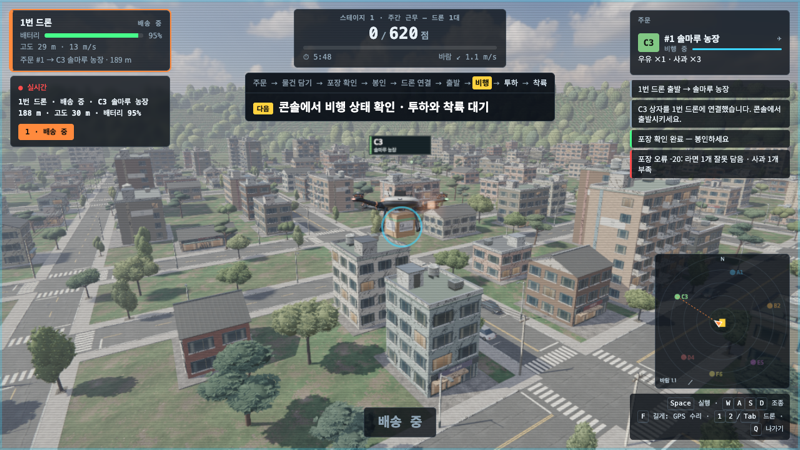 1번 드론
배송 중
배터리 95%
고도 29 m · 13 m/s
주문 #1 → C3 솔마루 농장 · 189 m
실시간
1번 드론 · 배송 중 · C3 솔마루 농장
188 m · 고도 30 m · 배터리 95%
1 · 배송 중
스테이지 1 · 주간 근무 — 드론 1대
0/620점
5:48
바람 ↙ 1.1 m/s
주문 → 물건 담기 → 포장 확인 → 봉인 → 드론 연결 → 출발 → 비행 → 투하 → 착륙
다음 콘솔에서 비행 상태 확인 · 투하와 착륙 대기
C3
솔마루 농장
주문
C3 #1 솔마루 농장
비행 중
우유 ×1 · 사과 ×3
1번 드론 출발 → 솔마루 농장
C3 상자를 1번 드론에 연결했습니다. 콘솔에서
출발시키세요.
포장 확인 완료 — 봉인하세요
포장 오류 -20: 라면 1개 잘못 담음 · 사과 1개
부족
N
C3
바람 1.1
배송 중
Space 실행 · W A S D 조종
F 길게: GPS 수리 · 1 2 / Tab 드론 ·
Q 나가기